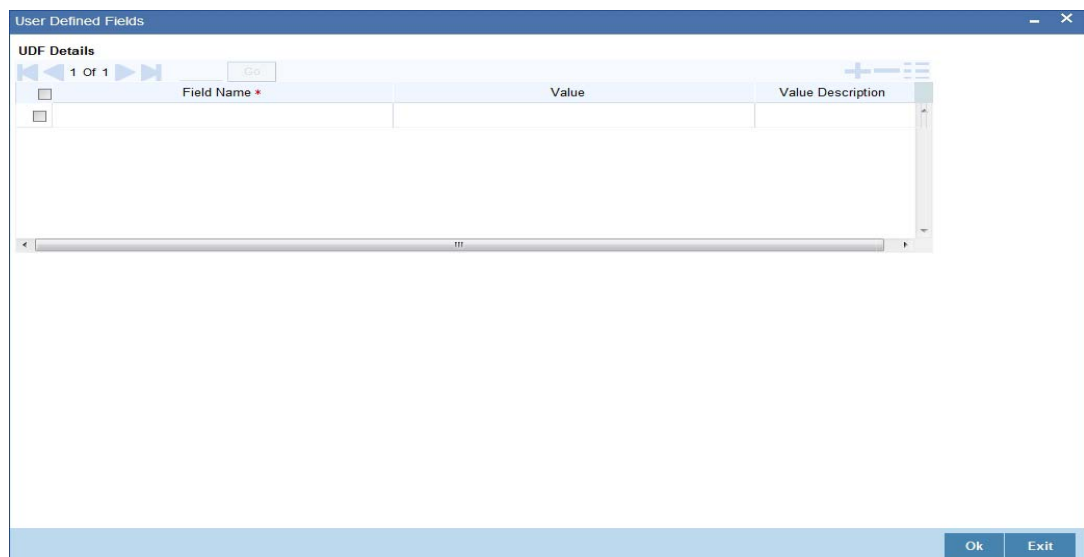 User Defined Fields
UDF Details
1 Of 1 Go
Field Name * Value Value Description
Ok Exit